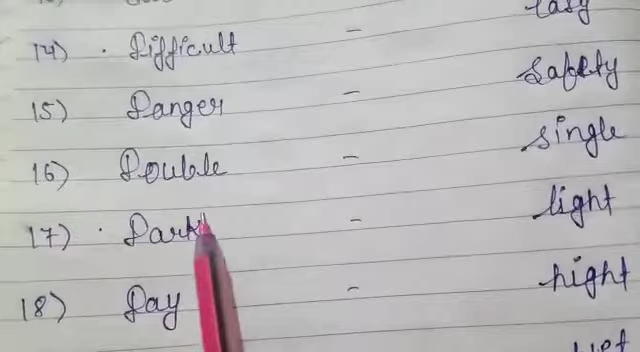 14) · Difficult - Easy
15) Danger - Safety
16) Double - single
17) · Dark - light
18) Day - night